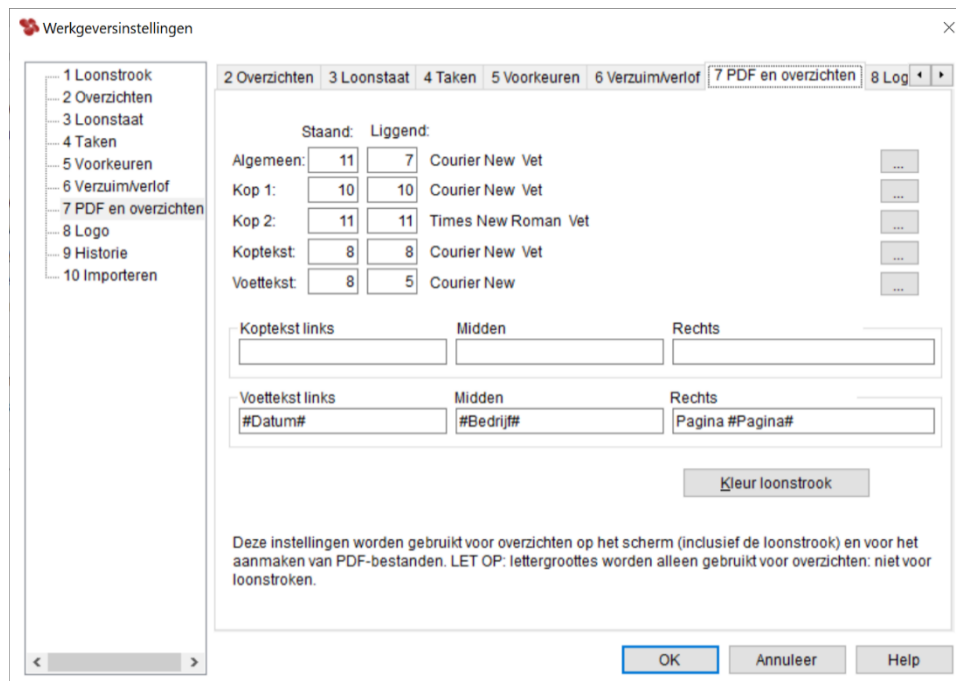 Werkgeversinstellingen
1 Loonstrook
2 Overzichten
3 Loonstaat
4 Taken
5 Voorkeuren
6 Verzuim/verlof
7 PDF en overzichten
8 Logo
9 Historie
10 Importeren
2 Overzichten 3 Loonstaat 4 Taken 5 Voorkeuren 6 Verzuim/verlof 7 PDF en overzichten 8 Log
Staand: Liggend:
Algemeen: 11 7 Courier New Vet ...
Kop 1: 10 10 Courier New Vet ...
Kop 2: 11 11 Times New Roman Vet ...
Koptekst: 8 8 Courier New Vet ...
Voettekst: 8 5 Courier New ...
Koptekst links Midden Rechts
Voettekst links Midden Rechts
#Datum# #Bedrijf# Pagina #Pagina#
Kleur loonstrook
Deze instellingen worden gebruikt voor overzichten op het scherm (inclusief de loonstrook) en voor het
aanmaken van PDF-bestanden. LET OP: lettergroottes worden alleen gebruikt voor overzichten: niet voor
loonstroken.
OK Annuleer Help